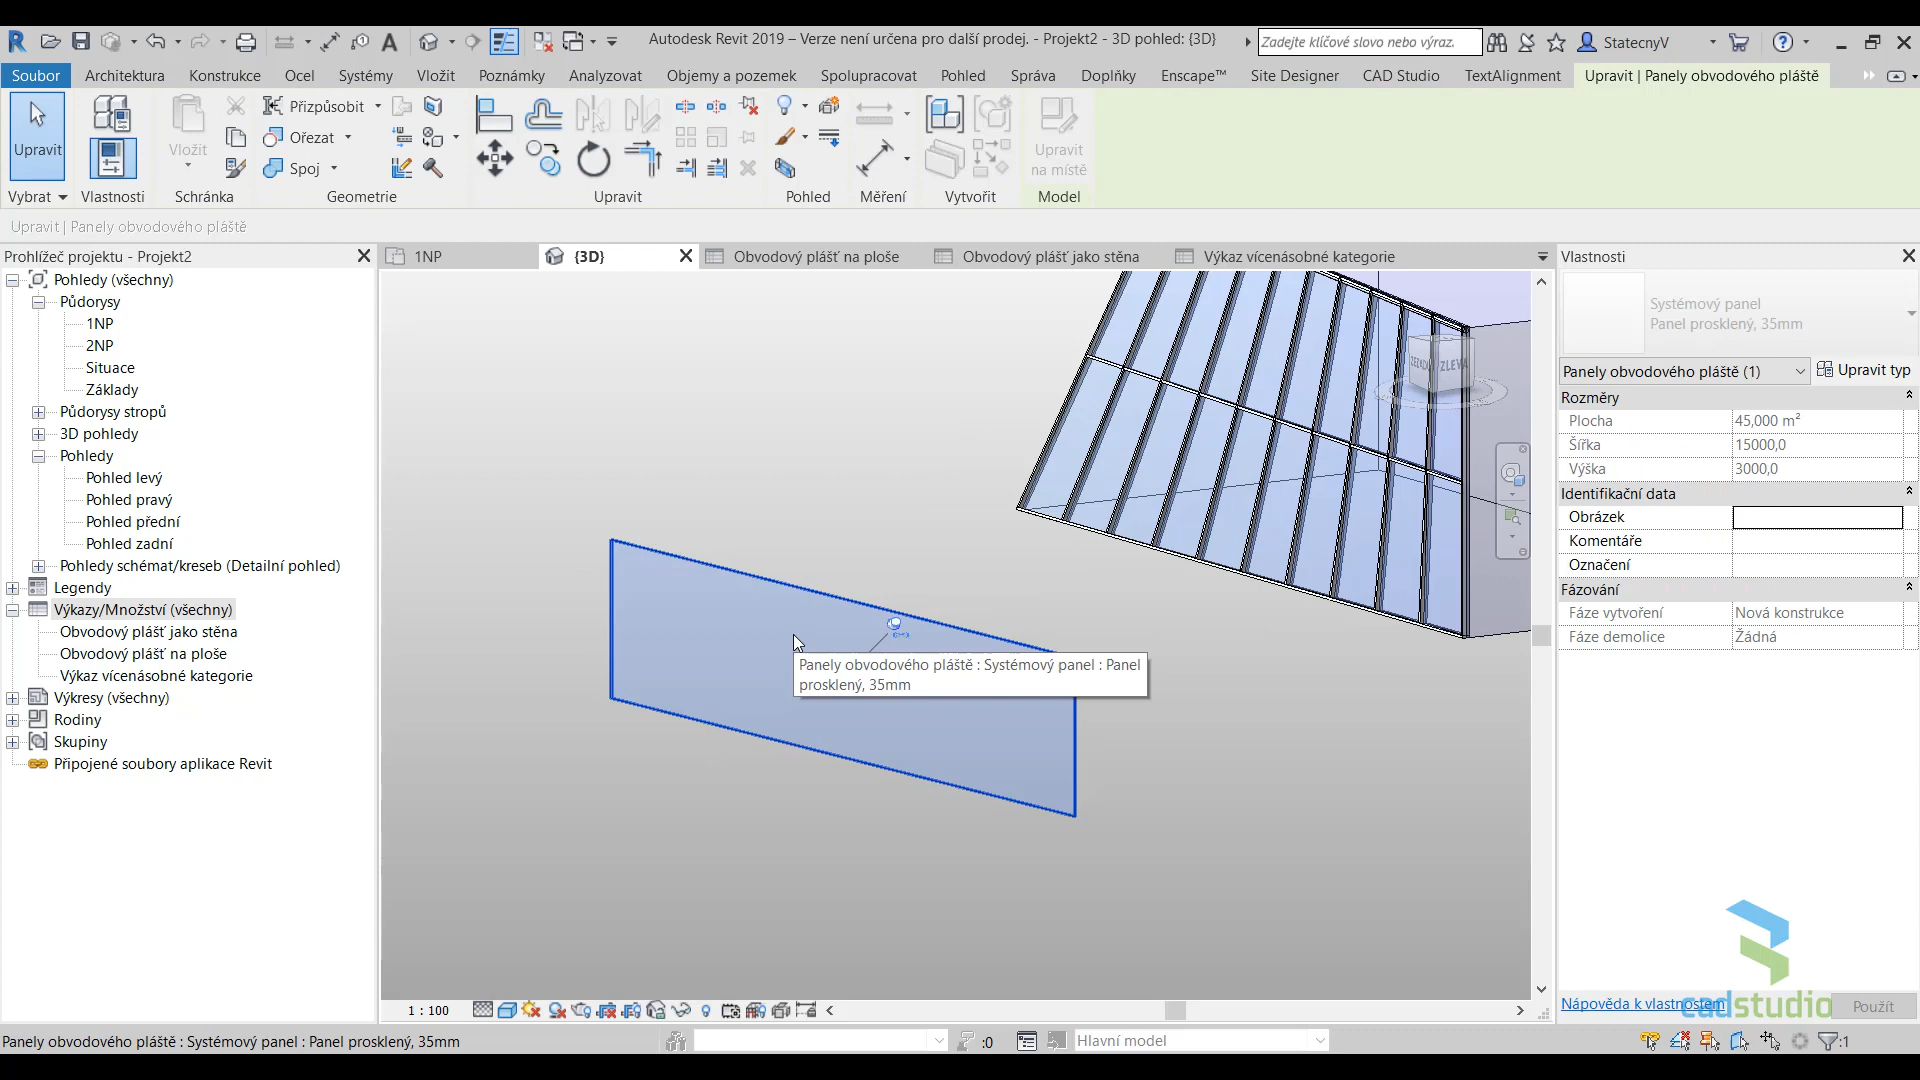 Autodesk Revit 2019 – Verze není určena pro další prodej. - Projekt2 - 3D pohled: {3D}
Zadejte klíčové slovo nebo výraz.
StatecnyV
Soubor Architektura Konstrukce Ocel Systémy Vložit Poznámky Analyzovat Objemy a pozemek Spolupracovat Pohled Správa Doplňky Enscape™ Site Designer CAD Studio TextAlignment Upravit | Panely obvodového pláště
Upravit
Vložit
Přizpůsobit
Ořezat
Spoj
Upravit
na místě
Vybrat Vlastnosti Schránka Geometrie Upravit Pohled Měření Vytvořit Model
Upravit | Panely obvodového pláště
Prohlížeč projektu - Projekt2
Pohledy (všechny)
Půdorysy
1NP
2NP
Situace
Základy
Půdorysy stropů
3D pohledy
Pohledy
Pohled levý
Pohled pravý
Pohled přední
Pohled zadní
Pohledy schémat/kreseb (Detailní pohled)
Legendy
Výkazy/Množství (všechny)
Obvodový plášť jako stěna
Obvodový plášť na ploše
Výkaz vícenásobné kategorie
Výkresy (všechny)
Rodiny
Skupiny
Připojené soubory aplikace Revit
1NP {3D} Obvodový plášť na ploše Obvodový plášť jako stěna Výkaz vícenásobné kategorie
ZLEVA
Panely obvodového pláště : Systémový panel : Panel
prosklený, 35mm
1 : 100
Vlastnosti
Systémový panel
Panel prosklený, 35mm
Panely obvodového pláště (1) Upravit typ
Rozměry
Plocha 45,000 m²
Šířka 15000,0
Výška 3000,0
Identifikační data
Obrázek
Komentáře
Označení
Fázování
Fáze vytvoření Nová konstrukce
Fáze demolice Žádná
Nápověda k vlastnostem
cadstudio
Použít
Panely obvodového pláště : Systémový panel : Panel prosklený, 35mm
:0
Hlavní model
:1